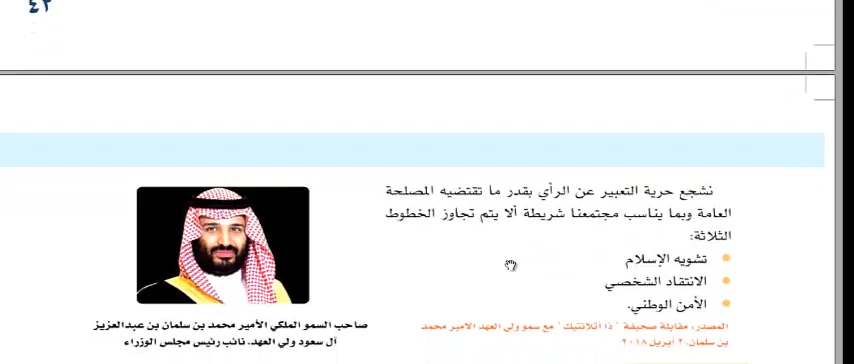 ٤٢
نشجع حرية التعبير عن الرأي بقدر ما تقتضيه المصلحة
العامة وبما يناسب مجتمعنا شريطة ألا يتم تجاوز الخطوط
الثلاثة:
تشويه الإسلام
الانتقاد الشخصي
الأمن الوطني.
المصدر: مقابلة صحيفة "ذا أتلانتيك" مع سمو ولي العهد الامير محمد
بن سلمان، ٢ أبريل ٢٠١٨
صاحب السمو الملكي الأمير محمد بن سلمان بن عبدالعزيز
آل سعود ولي العهد، نائب رئيس مجلس الوزراء